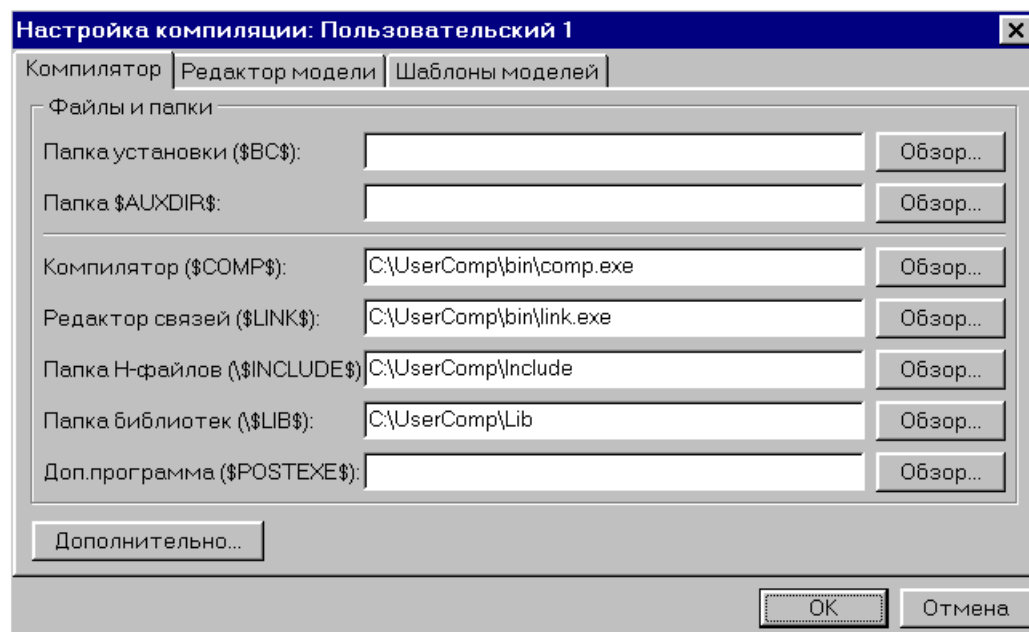 Настройка компиляции: Пользовательский 1
Компилятор Редактор модели Шаблоны моделей
Файлы и папки
Папка установки ($BC$): Обзор...
Папка $AUXDIR$: Обзор...
Компилятор ($COMP$): C:\UserComp\bin\comp.exe Обзор...
Редактор связей ($LINK$): C:\UserComp\bin\link.exe Обзор...
Папка H-файлов (\$INCLUDE$) C:\UserComp\Include Обзор...
Папка библиотек (\$LIB$): C:\UserComp\Lib Обзор...
Доп.программа ($POSTEXE$): Обзор...
Дополнительно...
OK Отмена